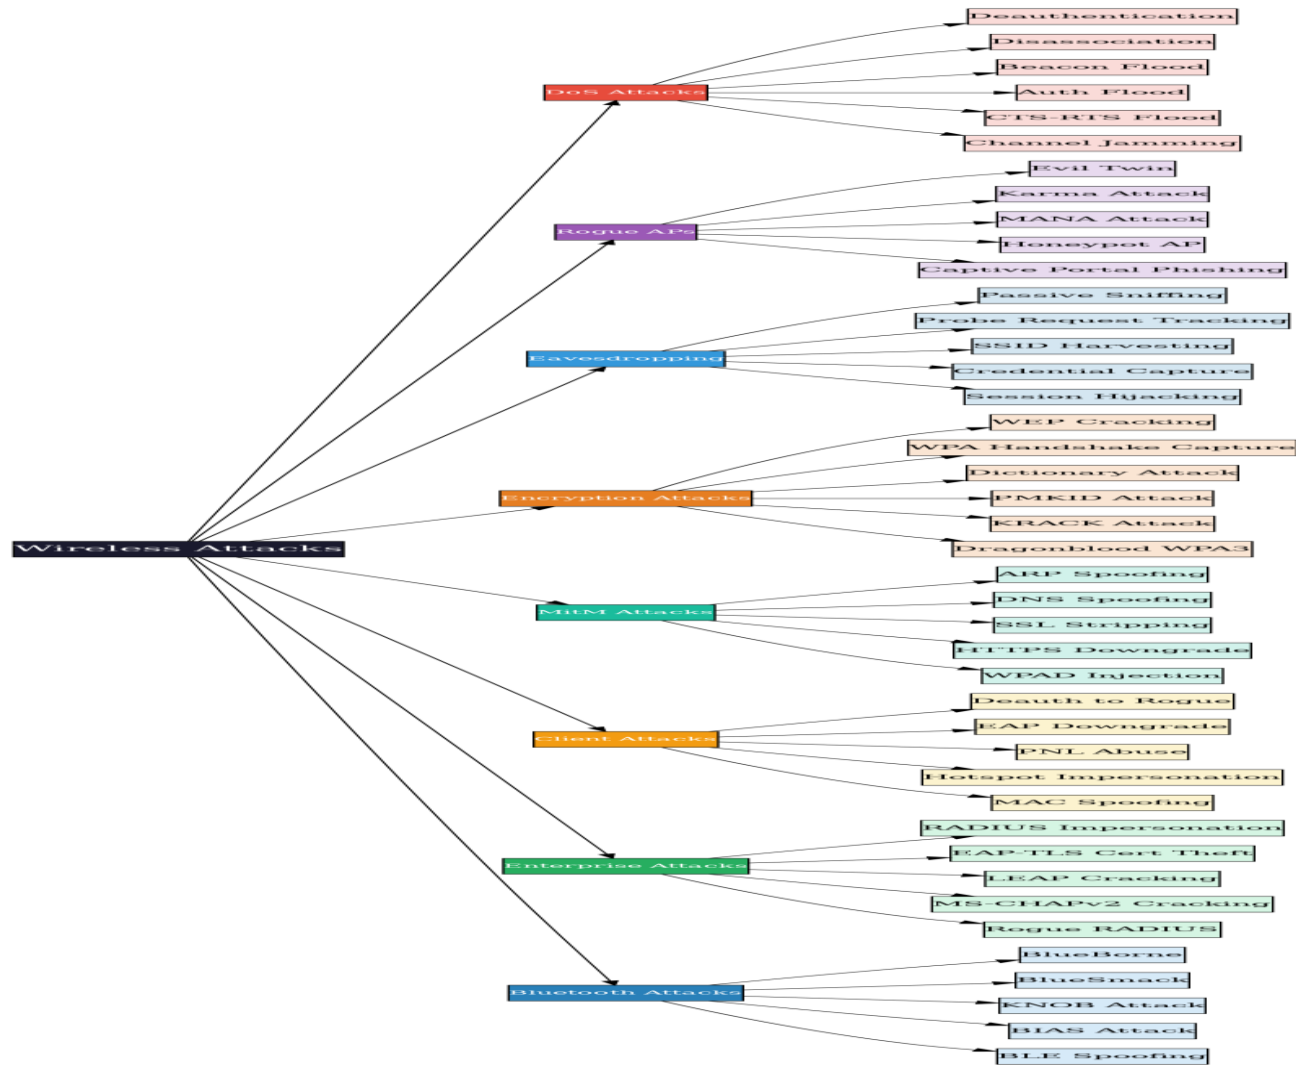 Wireless Attacks
DoS Attacks
Deauthentication
Disassociation
Beacon Flood
Auth Flood
CTS-RTS Flood
Channel Jamming
Rogue APs
Evil Twin
Karma Attack
MANA Attack
Honeypot AP
Captive Portal Phishing
Eavesdropping
Passive Sniffing
Probe Request Tracking
SSID Harvesting
Credential Capture
Session Hijacking
Encryption Attacks
WEP Cracking
WPA Handshake Capture
Dictionary Attack
PMKID Attack
KRACK Attack
Dragonblood WPA3
MitM Attacks
ARP Spoofing
DNS Spoofing
SSL Stripping
HTTPS Downgrade
WPAD Injection
Client Attacks
Deauth to Rogue
EAP Downgrade
PNL Abuse
Hotspot Impersonation
MAC Spoofing
Enterprise Attacks
RADIUS Impersonation
EAP-TLS Cert Theft
LEAP Cracking
MS-CHAPv2 Cracking
Rogue RADIUS
Bluetooth Attacks
BlueBorne
BlueSmack
KNOB Attack
BIAS Attack
BLE Spoofing